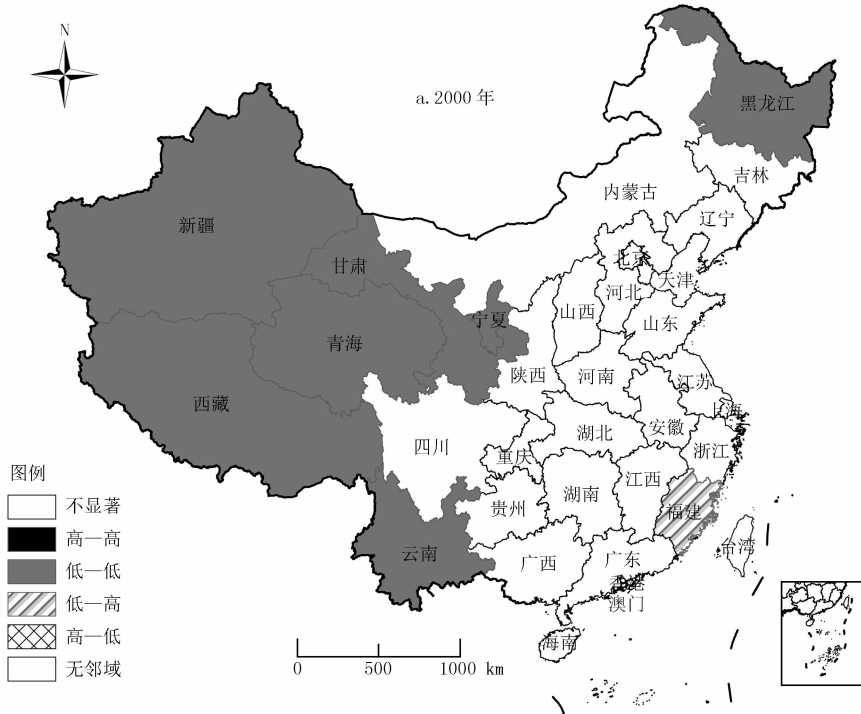 N
a.2000 年
黑龙江
吉林
内蒙古
辽宁
新疆
甘肃
北京
天津
河北
宁夏
山西
山东
青海
陕西
河南
江苏
西藏
上海
安徽
湖北
四川
浙江
重庆
江西
湖南
贵州
福建
云南
台湾
广西
广东
香港
澳门
海南
图例
不显著
高—高
低—低
低—高
高—低
无邻域
0 500 1000 km